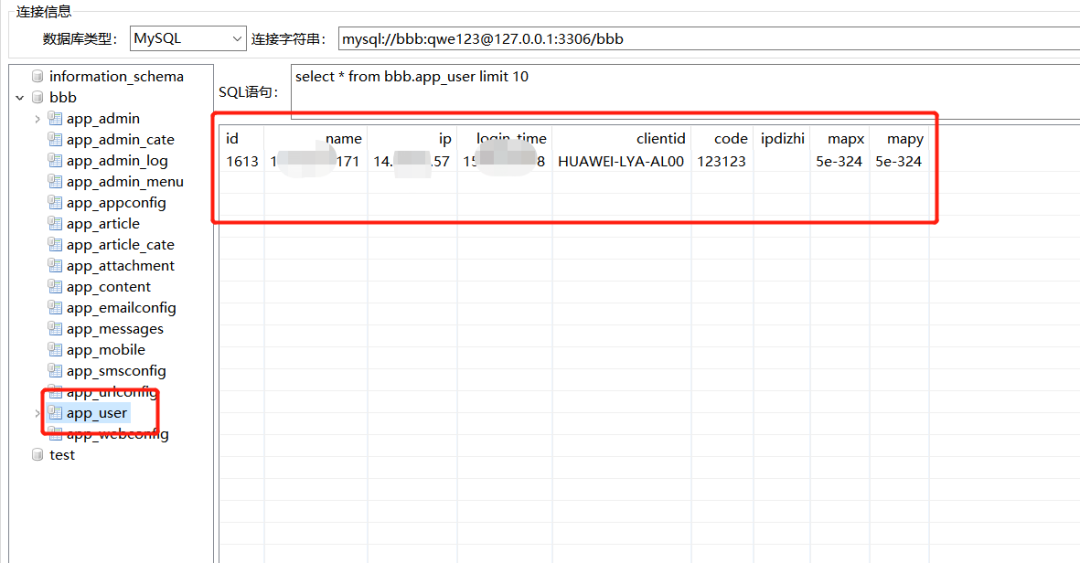 连接信息
数据库类型： MySQL 连接字符串： mysql://bbb:qwe123@127.0.0.1:3306/bbb
SQL语句： select * from bbb.app_user limit 10
information_schema
bbb
app_admin
app_admin_cate
app_admin_log
app_admin_menu
app_appconfig
app_article
app_article_cate
app_attachment
app_content
app_emailconfig
app_messages
app_mobile
app_smsconfig
app_urlconfig
app_user
app_webconfig
test
id name ip login_time clientid code ipdizhi mapx mapy
1613 1 171 14. .57 15 8 HUAWEI-LYA-AL00 123123 5e-324 5e-324